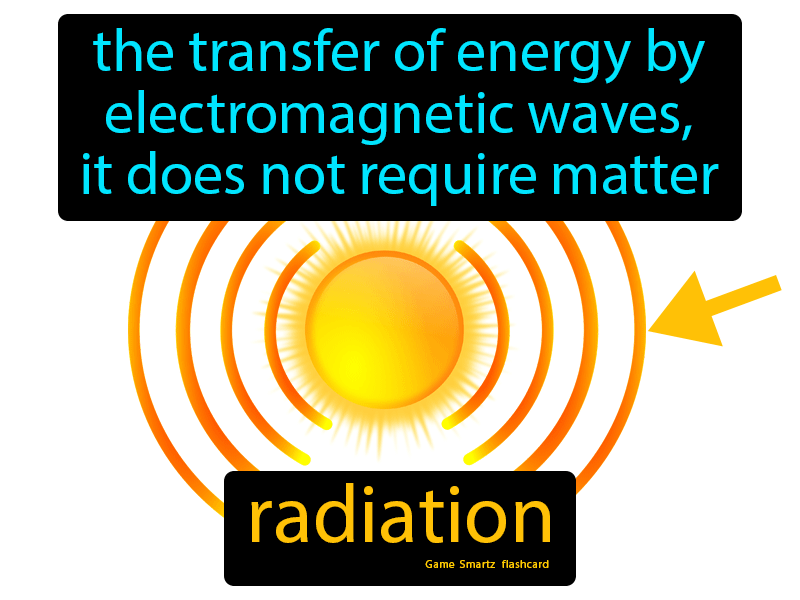 the transfer of energy by
electromagnetic waves,
it does not require matter
radiation
Game Smartz flashcard